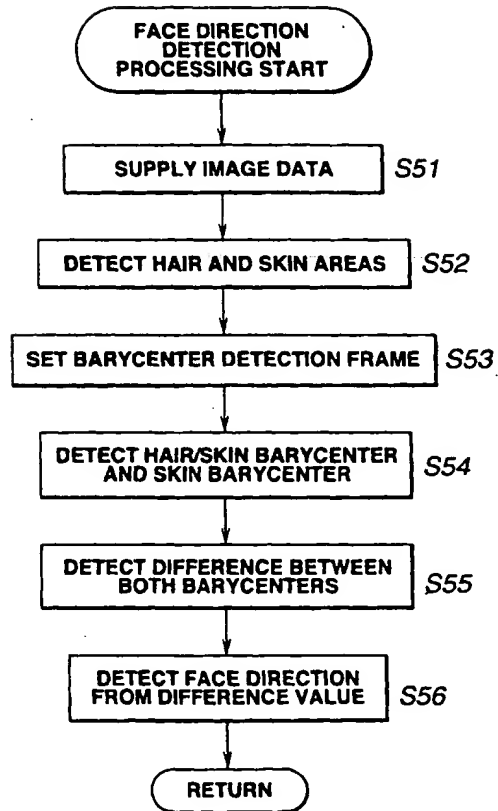 FACE DIRECTION
DETECTION
PROCESSING START
SUPPLY IMAGE DATA S51
DETECT HAIR AND SKIN AREAS S52
SET BARYCENTER DETECTION FRAME S53
DETECT HAIR/SKIN BARYCENTER
AND SKIN BARYCENTER S54
DETECT DIFFERENCE BETWEEN
BOTH BARYCENTERS S55
DETECT FACE DIRECTION
FROM DIFFERENCE VALUE S56
RETURN